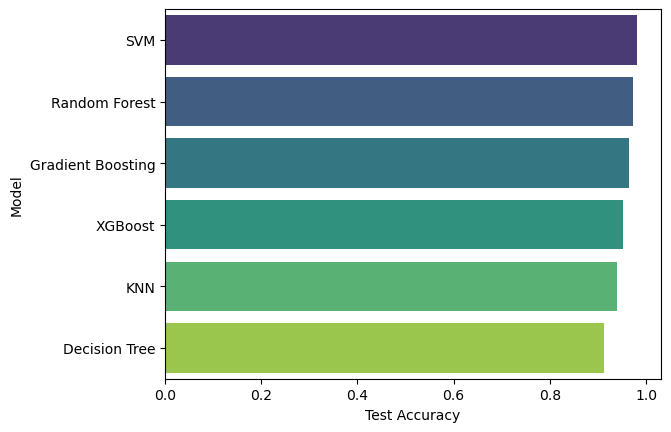 Model
SVM
Random Forest
Gradient Boosting
XGBoost
KNN
Decision Tree
0.0 0.2 0.4 0.6 0.8 1.0
Test Accuracy